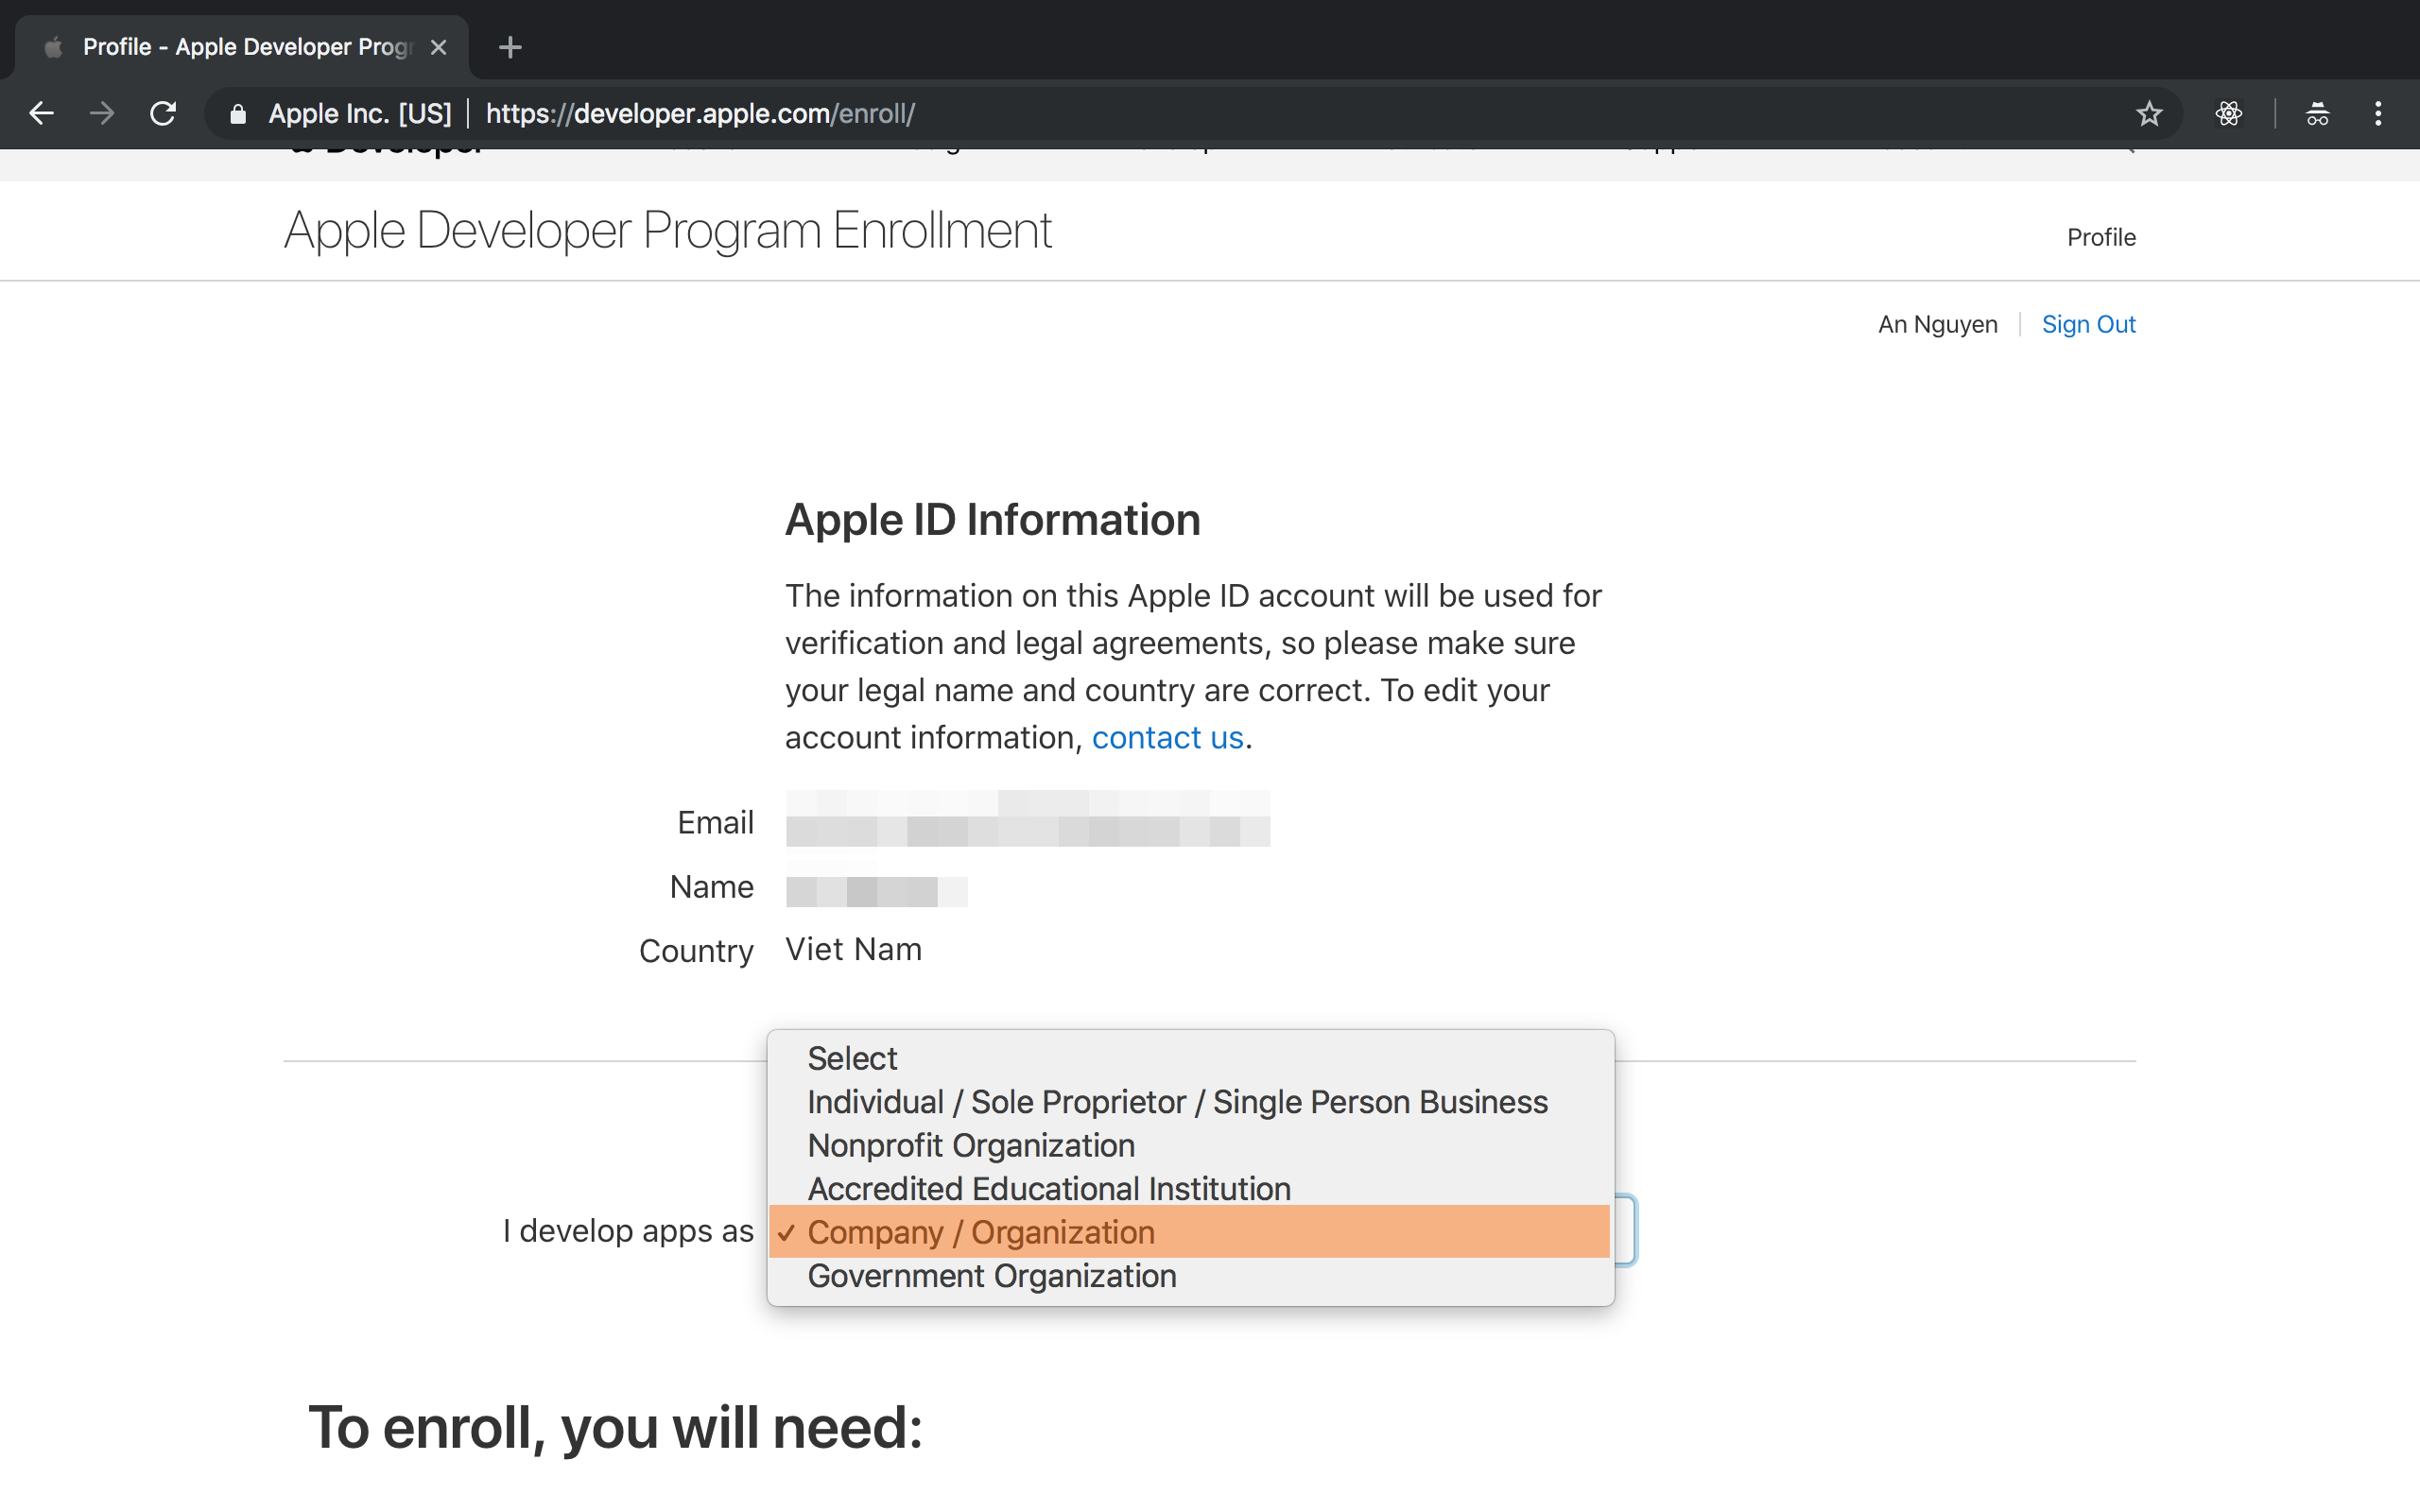 Profile - Apple Developer Prog
Apple Inc. [US] | https://developer.apple.com/enroll/
Developer
Apple Developer Program Enrollment
Profile
An Nguyen
Sign Out
Apple ID Information
The information on this Apple ID account will be used for
verification and legal agreements, so please make sure
your legal name and country are correct. To edit your
account information, contact us.
Email
Name
Country Viet Nam
Select
Individual / Sole Proprietor / Single Person Business
Nonprofit Organization
Accredited Educational Institution
I develop apps as ✓ Company / Organization
Government Organization
To enroll, you will need: